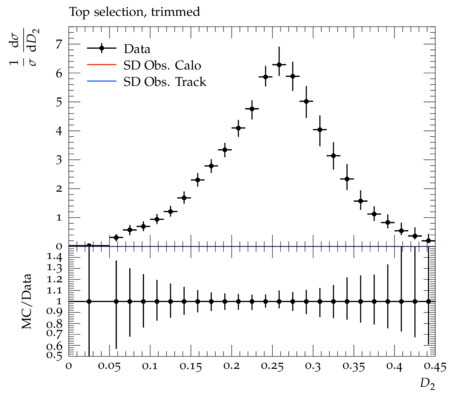 Top selection, trimmed
1/σ dσ/dD₂
Data
SD Obs. Calo
SD Obs. Track
7
6
5
4
3
2
1
0
MC/Data
1.4
1.3
1.2
1.1
1
0.9
0.8
0.7
0.6
0.5
0 0.05 0.1 0.15 0.2 0.25 0.3 0.35 0.4 0.45
D₂